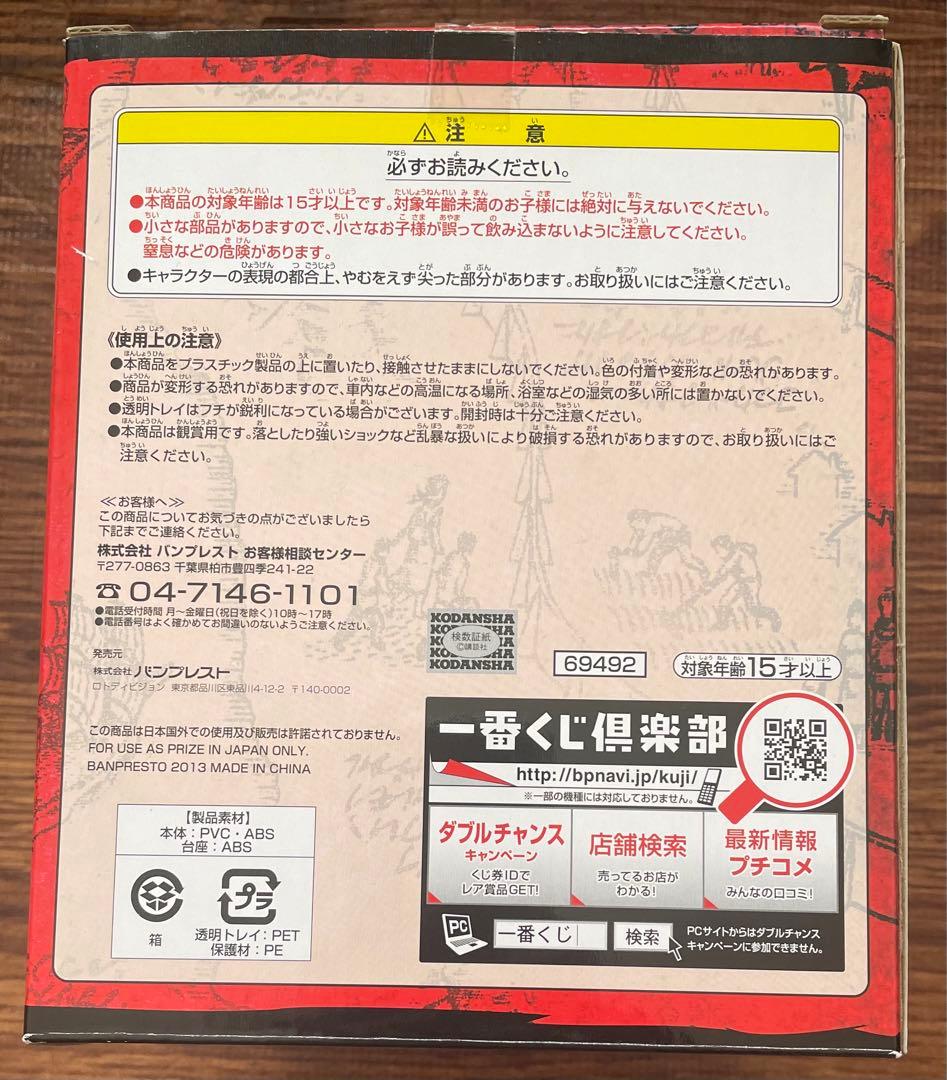 ⚠ 注 意
必ずお読みください。
●本商品の対象年齢は15才以上です。対象年齢未満のお子様には絶対に与えないでください。
●小さな部品がありますので、小さなお子様が誤って飲み込まないように注意してください。
窒息などの危険があります。
●キャラクターの表現の都合上、やむをえず尖った部分があります。お取り扱いにはご注意ください。
《使用上の注意》
●本商品をプラスチック製品の上に置いたり、接触させたままにしないでください。色の付着や変形などの恐れがあります。
●商品が変形する恐れがありますので、車内などの高温になる場所、浴室などの湿気の多い所には置かないでください。
●透明トレイはフチが鋭利になっている場合がございます。開封時は十分ご注意ください。
●本商品は観賞用です。落としたり強いショックなど乱暴な扱いにより破損する恐れがありますので、お取り扱いにはご
注意ください。
≪お客様へ≫
この商品についてお気づきの点がございましたら
下記までご連絡ください。
株式会社 バンプレスト お客様相談センター
〒277-0863 千葉県柏市豊四季241-22
☎ 04-7146-1101
●電話受付時間 月～金曜日(祝日を除く)10時～17時
●電話番号はよく確かめてお間違いのないようご注意ください。
発売元
株式会社 バンプレスト
ロトディビジョン 東京都品川区東品川4-12-2 〒140-0002
KODANSHA
検数証紙
©講談社
KODANSHA
69492
対象年齢15才以上
この商品は日本国外での使用及び販売は許諾されておりません。
FOR USE AS PRIZE IN JAPAN ONLY.
BANPRESTO 2013 MADE IN CHINA
【製品素材】
本体：PVC・ABS
台座：ABS
プラ
箱
透明トレイ：PET
保護材：PE
一番くじ倶楽部
http://bpnavi.jp/kuji/
※一部の機種には対応しておりません。
ダブルチャンス
キャンペーン
くじ券IDで
レア賞品GET!
店舗検索
売ってるお店が
わかる!
最新情報
プチコメ
みんなの口コミ!
PC
一番くじ
検索
PCサイトからはダブルチャンス
キャンペーンに参加できません。